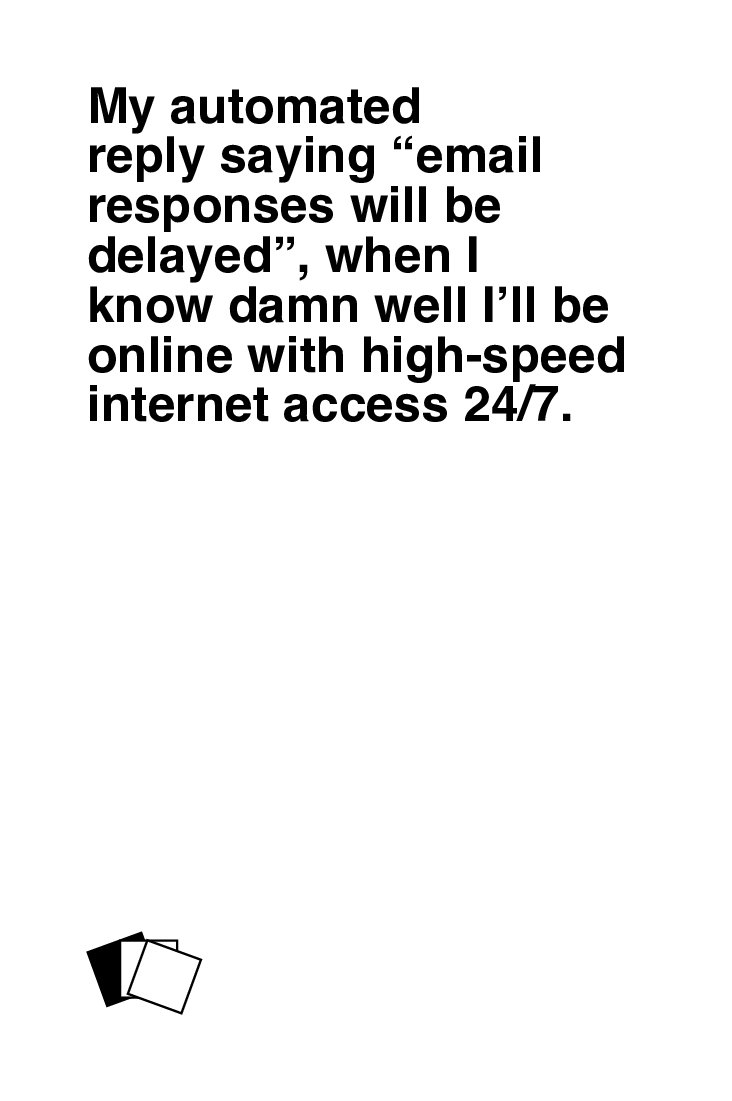 My automated
reply saying “email
responses will be
delayed”, when I
know damn well I’ll be
online with high-speed
internet access 24/7.